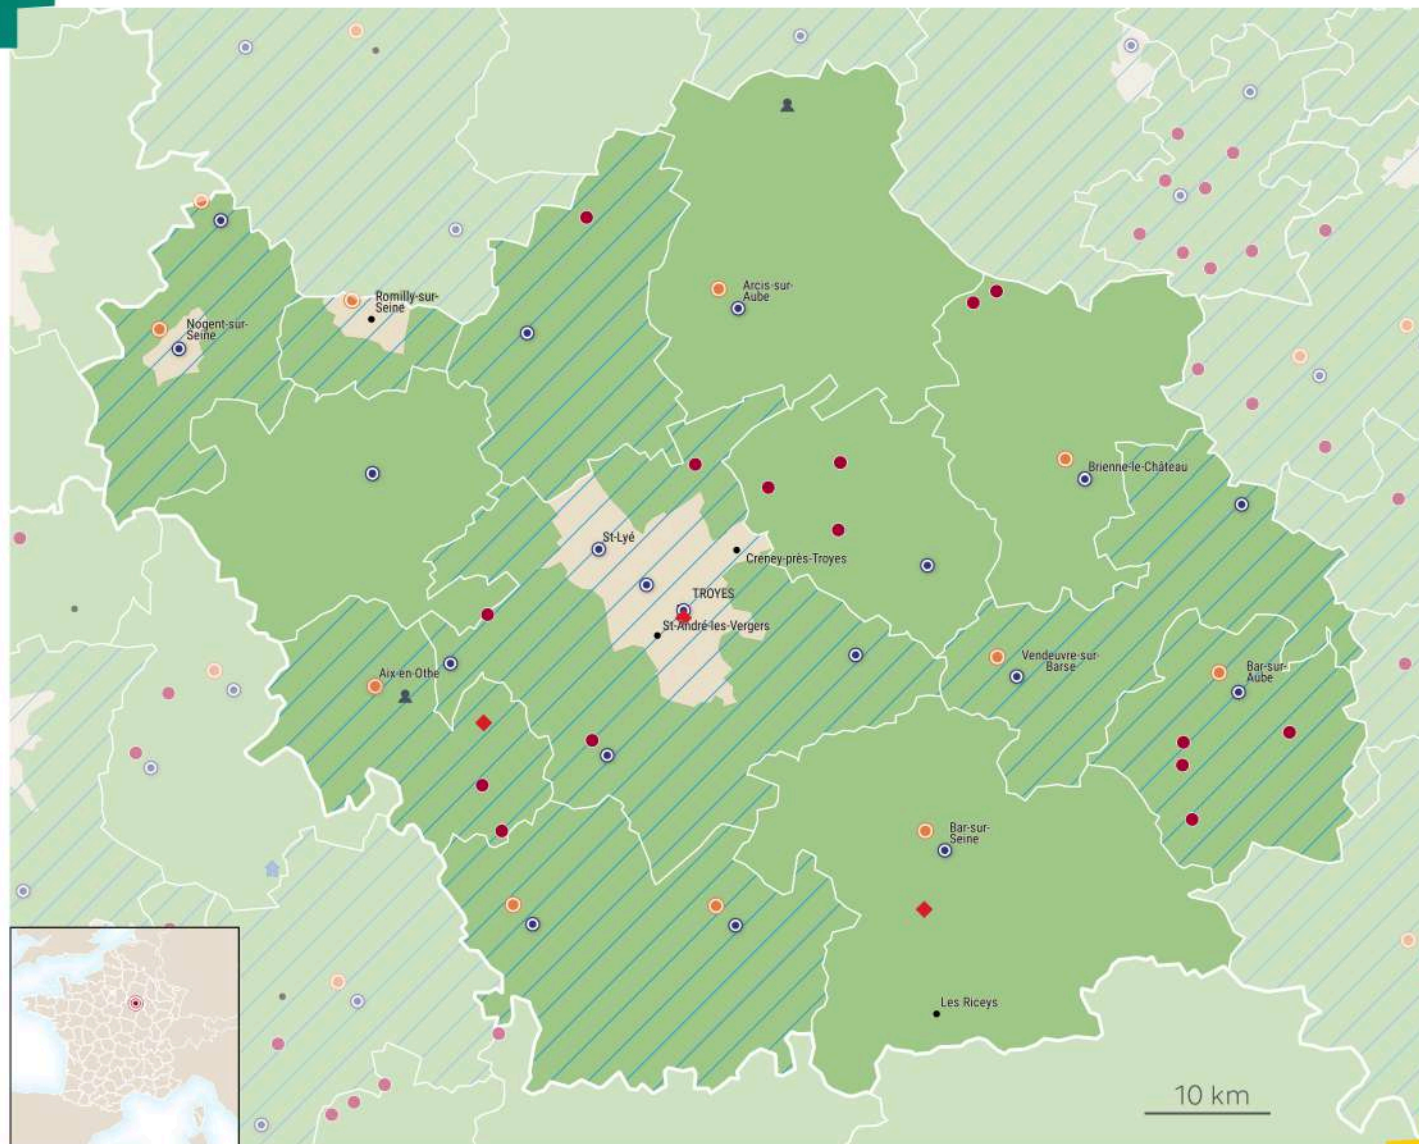 Romilly-sur-
Seine
Arcis-sur-
Aube
Nogent-sur-
Seine
Brienne-le-Château
St-Lyé
Creney-près-Troyes
TROYES
St-André-les-Vergers
Aix-en-Othe
Vendeuvre-sur-
Barse
Bar-sur-
Aube
Bar-sur-
Seine
Les Riceys
10 km